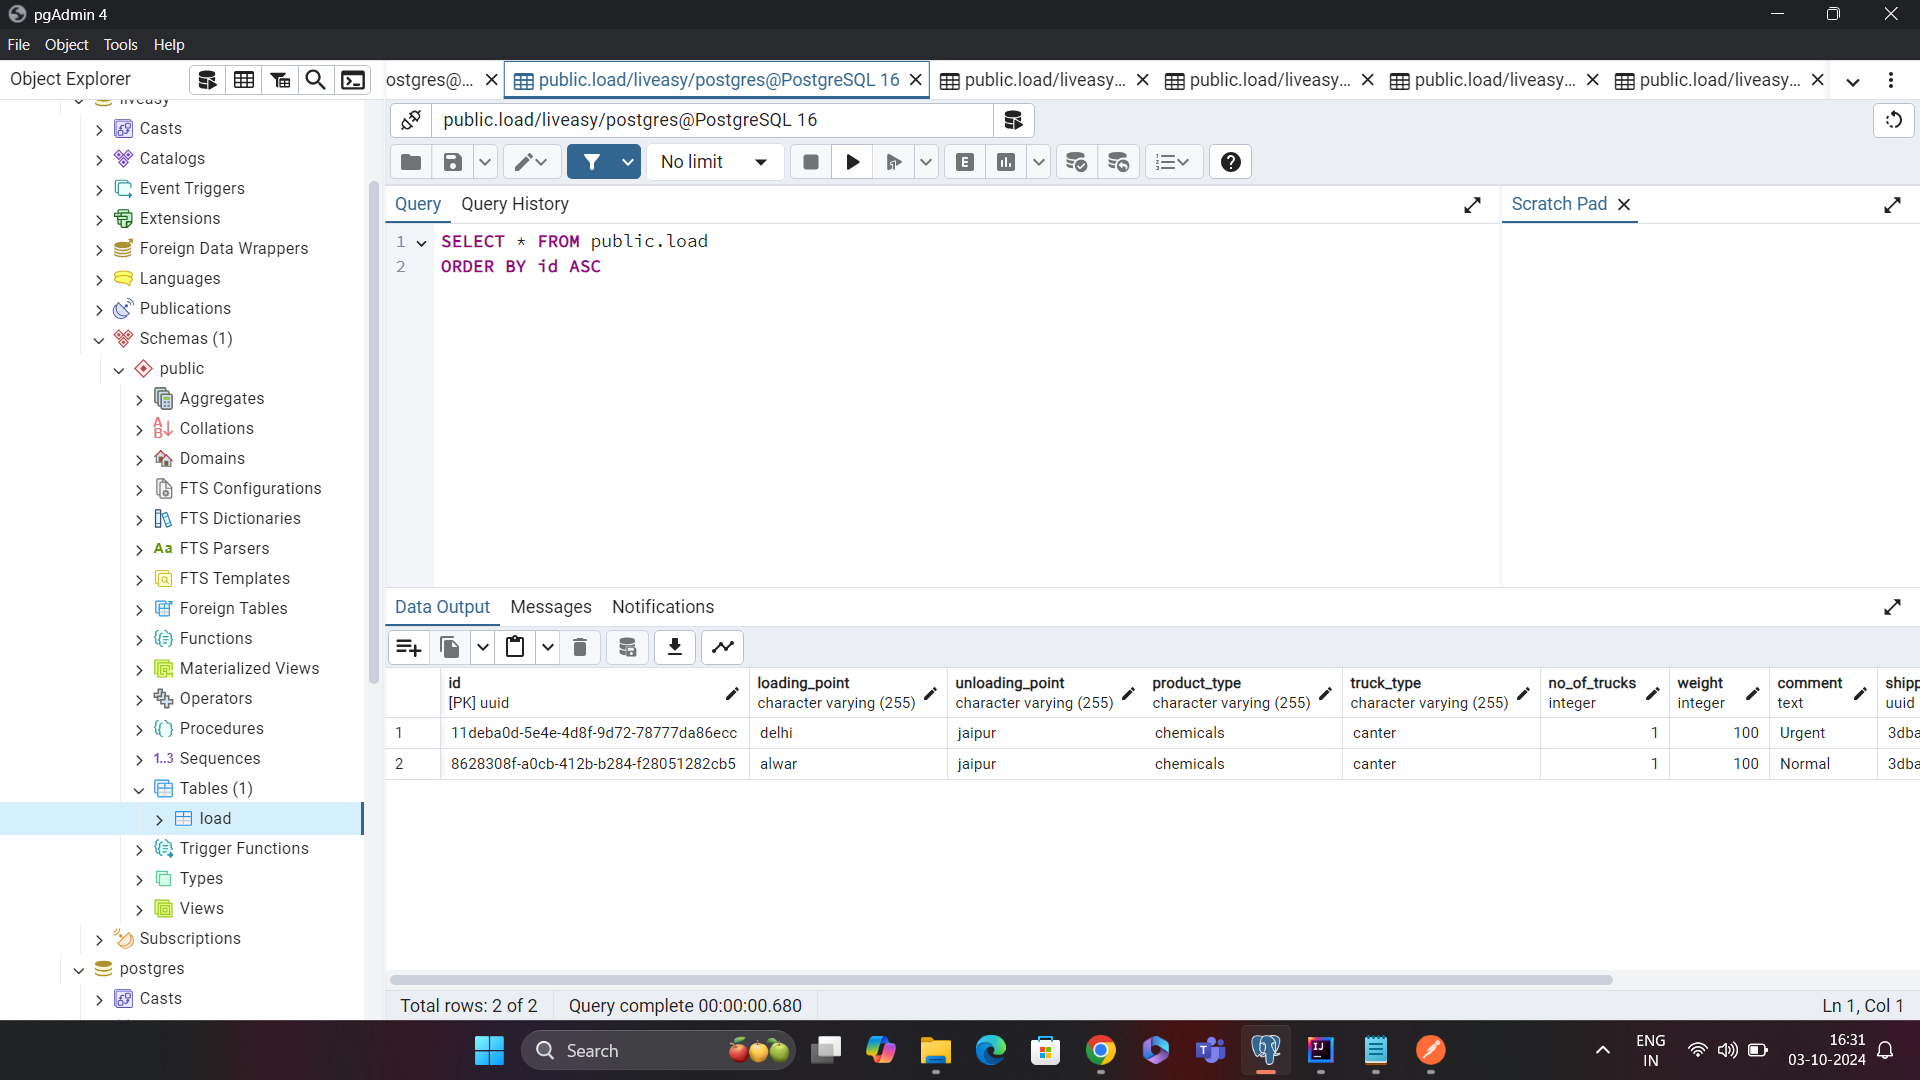 pgAdmin 4
File Object Tools Help
Object Explorer
ostgres@...
public.load/liveasy/postgres@PostgreSQL 16
public.load/liveasy...
public.load/liveasy...
public.load/liveasy...
public.load/liveasy...
public.load/liveasy/postgres@PostgreSQL 16
No limit
E
Query Query History
Scratch Pad
1 SELECT * FROM public.load
2 ORDER BY id ASC
liveasy
Casts
Catalogs
Event Triggers
Extensions
Foreign Data Wrappers
Languages
Publications
Schemas (1)
public
Aggregates
Collations
Domains
FTS Configurations
FTS Dictionaries
Aa FTS Parsers
FTS Templates
Foreign Tables
Functions
Materialized Views
Operators
Procedures
1..3 Sequences
Tables (1)
load
Trigger Functions
Types
Views
Subscriptions
postgres
Casts
Data Output Messages Notifications
id loading_point unloading_point product_type truck_type no_of_trucks weight comment shipp
[PK] uuid character varying (255) character varying (255) character varying (255) character varying (255) integer integer text uuid
1 11deba0d-5e4e-4d8f-9d72-78777da86ecc delhi jaipur chemicals canter 1 100 Urgent 3dba
2 8628308f-a0cb-412b-b284-f28051282cb5 alwar jaipur chemicals canter 1 100 Normal 3dba
Total rows: 2 of 2 Query complete 00:00:00.680 Ln 1, Col 1
Search
ENG
IN
16:31
03-10-2024